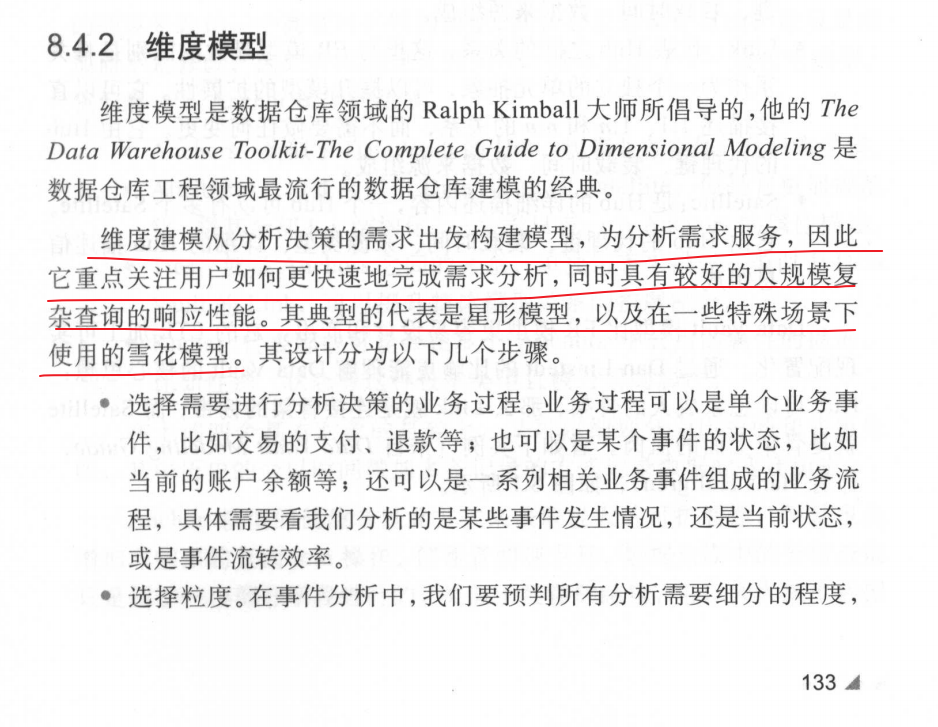 8.4.2 维度模型
维度模型是数据仓库领域的 Ralph Kimball 大师所倡导的,他的 The
Data Warehouse Toolkit-The Complete Guide to Dimensional Modeling 是
数据仓库工程领域最流行的数据仓库建模的经典。
维度建模从分析决策的需求出发构建模型，为分析需求服务，因此
它重点关注用户如何更快速地完成需求分析，同时具有较好的大规模复
杂查询的响应性能。其典型的代表是星形模型，以及在一些特殊场景下
使用的雪花模型。其设计分为以下几个步骤。
• 选择需要进行分析决策的业务过程。业务过程可以是单个业务事
件，比如交易的支付、退款等；也可以是某个事件的状态，比如
当前的账户余额等；还可以是一系列相关业务事件组成的业务流
程，具体需要看我们分析的是某些事件发生情况，还是当前状态，
或是事件流转效率。
• 选择粒度。在事件分析中，我们要预判所有分析需要细分的程度，
133